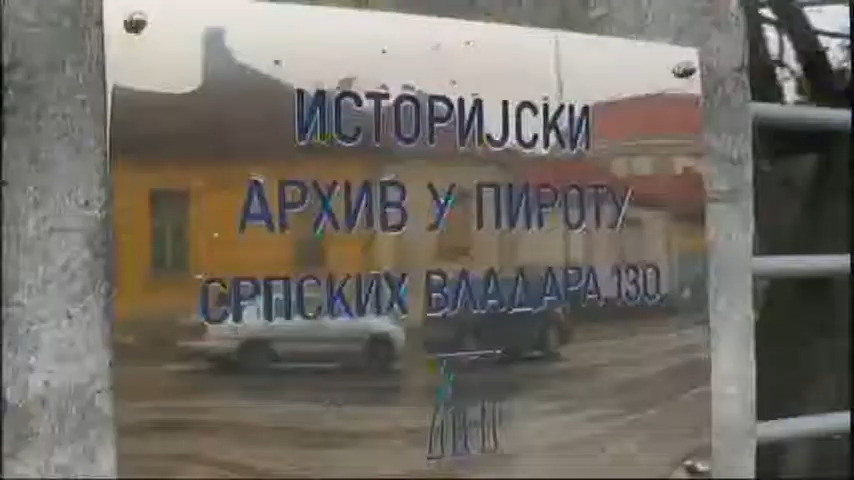 ИСТОРИЈСКИ
АРХИВ У ПИРОТУ
СРПСКИХ ВЛАДАРА, 130